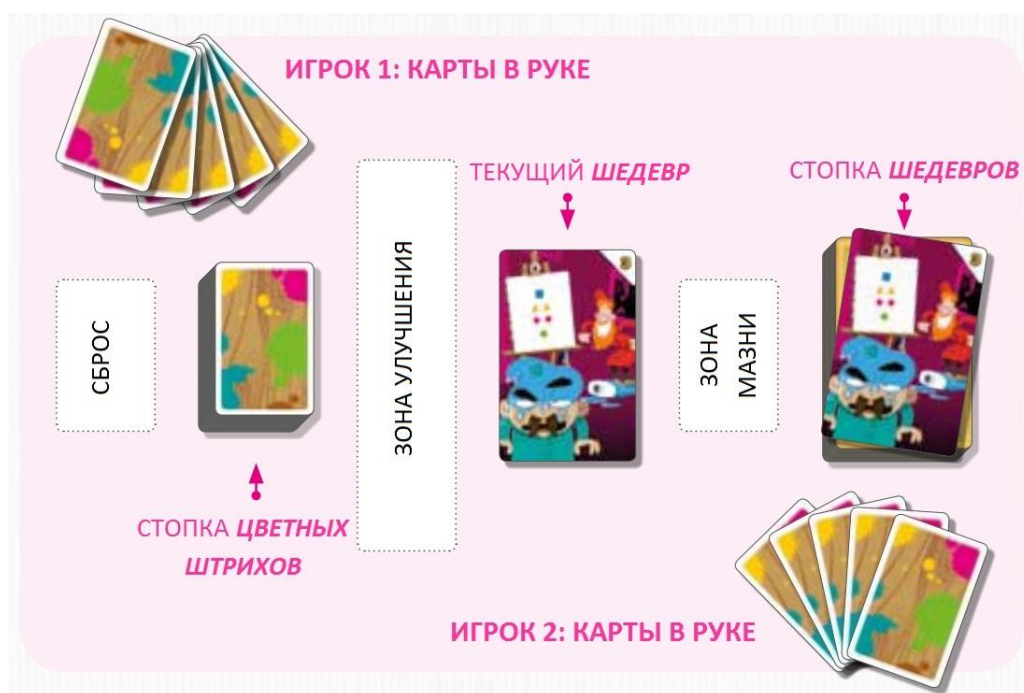 ИГРОК 1: КАРТЫ В РУКЕ
ТЕКУЩИЙ ШЕДЕВР
СТОПКА ШЕДЕВРОВ
СБРОС
ЗОНА УЛУЧШЕНИЯ
ЗОНА
МАЗНИ
СТОПКА ЦВЕТНЫХ
ШТРИХОВ
ИГРОК 2: КАРТЫ В РУКЕ